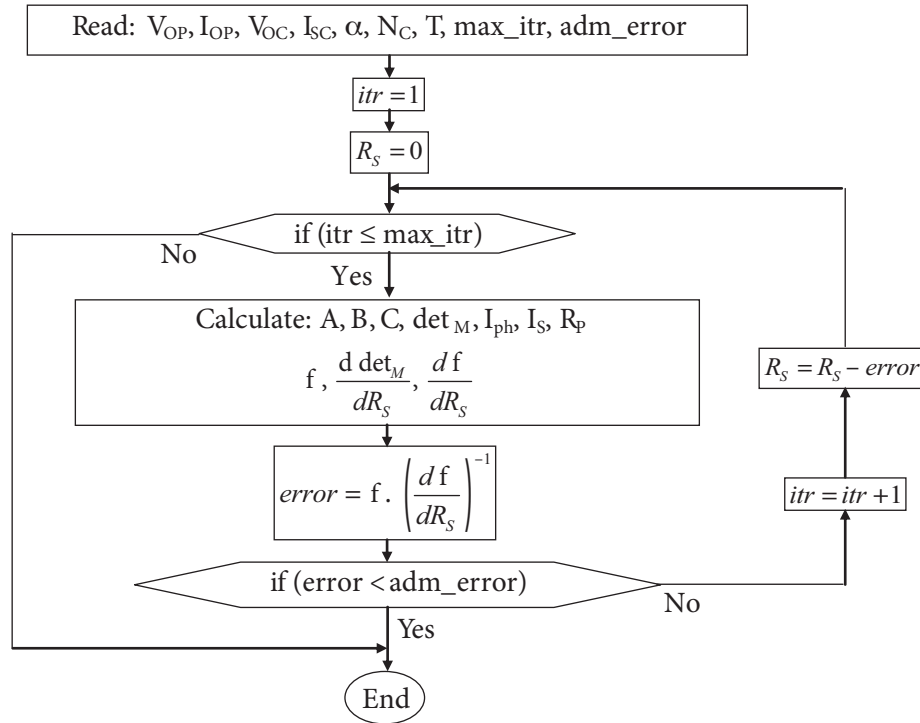 Read: V_OP, I_OP, V_OC, I_SC, α, N_C, T, max_itr, adm_error
itr = 1
R_S = 0
if (itr ≤ max_itr)
No
Yes
Calculate: A, B, C, det_M, I_ph, I_S, R_P
f , d det_M / dR_S , d f / dR_S
R_S = R_S − error
error = f . (d f / dR_S)^−1
itr = itr +1
if (error < adm_error)
No
Yes
End